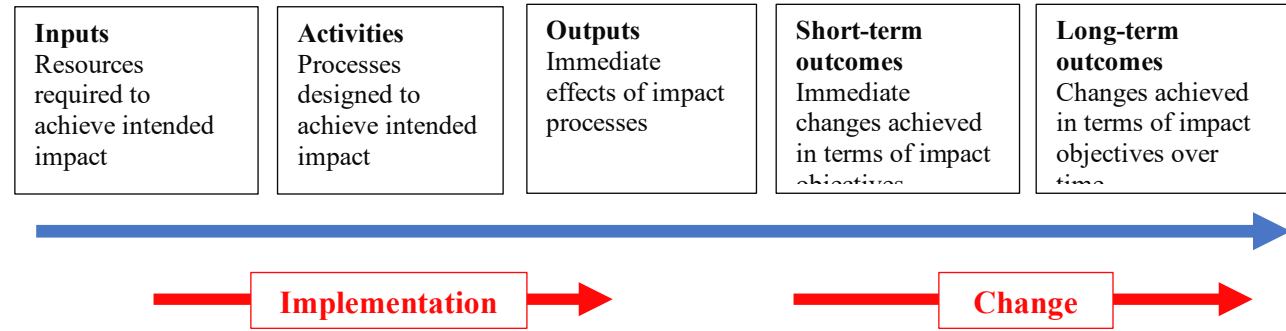 Inputs
Resources
required to
achieve intended
impact
Activities
Processes
designed to
achieve intended
impact
Outputs
Immediate
effects of impact
processes
Short-term
outcomes
Immediate
changes achieved
in terms of impact
objectives
Long-term
outcomes
Changes achieved
in terms of impact
objectives over
time
Implementation
Change